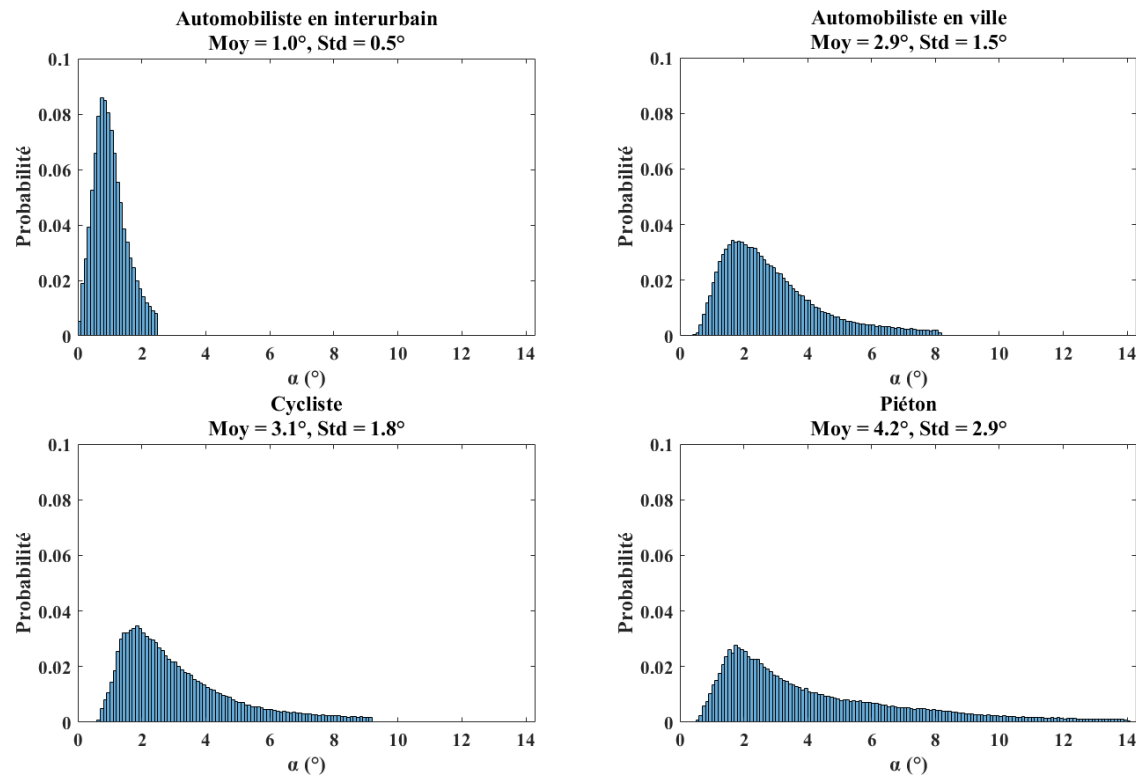 Automobiliste en interurbain
Moy = 1.0°, Std = 0.5°
0.1
0.08
0.06
0.04
0.02
0
Probabilité
0 2 4 6 8 10 12 14
α (°)
Automobiliste en ville
Moy = 2.9°, Std = 1.5°
0.1
0.08
0.06
0.04
0.02
0
Probabilité
0 2 4 6 8 10 12 14
α (°)
Cycliste
Moy = 3.1°, Std = 1.8°
0.1
0.08
0.06
0.04
0.02
0
Probabilité
0 2 4 6 8 10 12 14
α (°)
Piéton
Moy = 4.2°, Std = 2.9°
0.1
0.08
0.06
0.04
0.02
0
Probabilité
0 2 4 6 8 10 12 14
α (°)